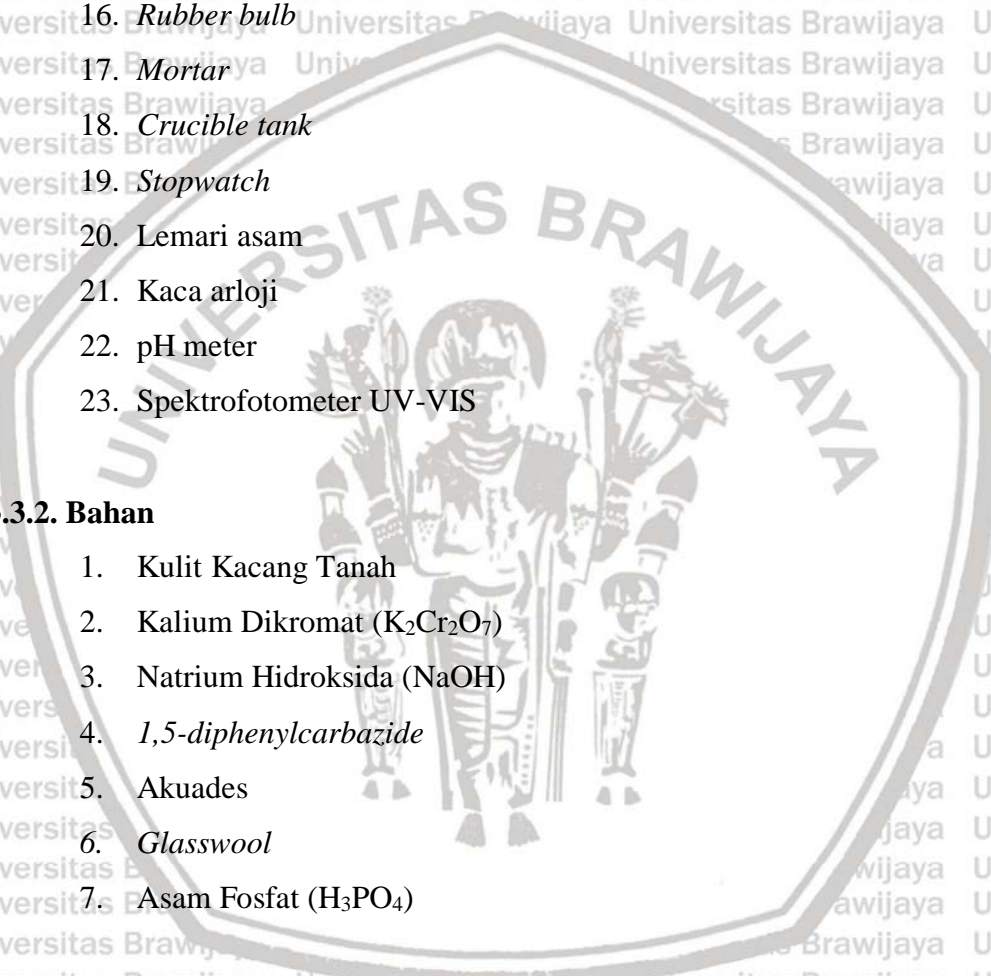 16. Rubber bulb
17. Mortar
18. Crucible tank
19. Stopwatch
20. Lemari asam
21. Kaca arloji
22. pH meter
23. Spektrofotometer UV-VIS
.3.2. Bahan
1. Kulit Kacang Tanah
2. Kalium Dikromat (K₂Cr₂O₇)
3. Natrium Hidroksida (NaOH)
4. 1,5-diphenylcarbazide
5. Akuades
6. Glasswool
7. Asam Fosfat (H₃PO₄)
UNIVERSITAS BRAWIJAYA